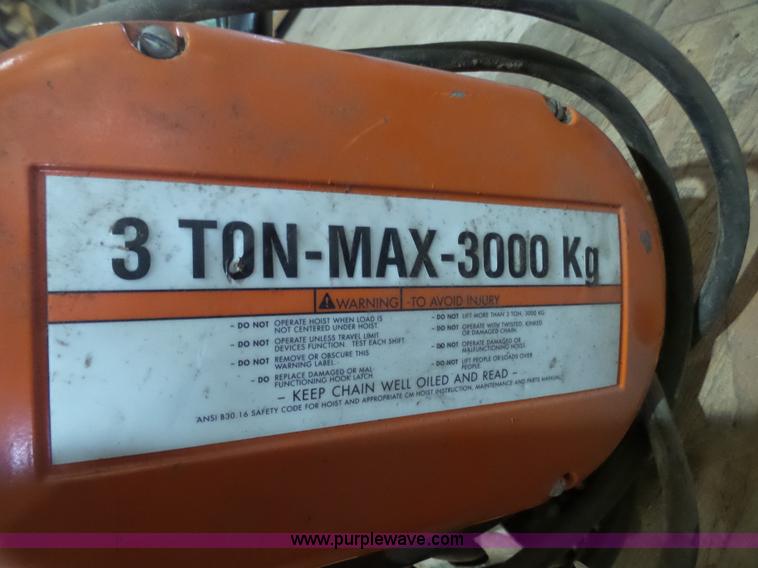 3 TON-MAX-3000 Kg
WARNING -TO AVOID INJURY
- DO NOT OPERATE HOIST WHEN LOAD IS
NOT CENTERED UNDER HOIST.
- DO NOT OPERATE UNLESS TRAVEL LIMIT
DEVICES FUNCTION. TEST EACH SHIFT.
- DO NOT REMOVE OR OBSCURE THIS
WARNING LABEL.
- DO REPLACE DAMAGED OR MAL-
FUNCTIONING HOOK LATCH.
- DO NOT LIFT MORE THAN 3 TON, 3000 KG
- DO NOT OPERATE WITH TWISTED, KINKED
OR DAMAGED CHAIN.
- DO NOT OPERATE DAMAGED OR
MALFUNCTIONING HOIST.
- DO NOT LIFT PEOPLE OR LOADS OVER
PEOPLE.
- KEEP CHAIN WELL OILED AND READ -
ANSI B30.16 SAFETY CODE FOR HOIST AND APPROPRIATE CM HOIST INSTRUCTION, MAINTENANCE AND PARTS MANUAL.
www.purplewave.com